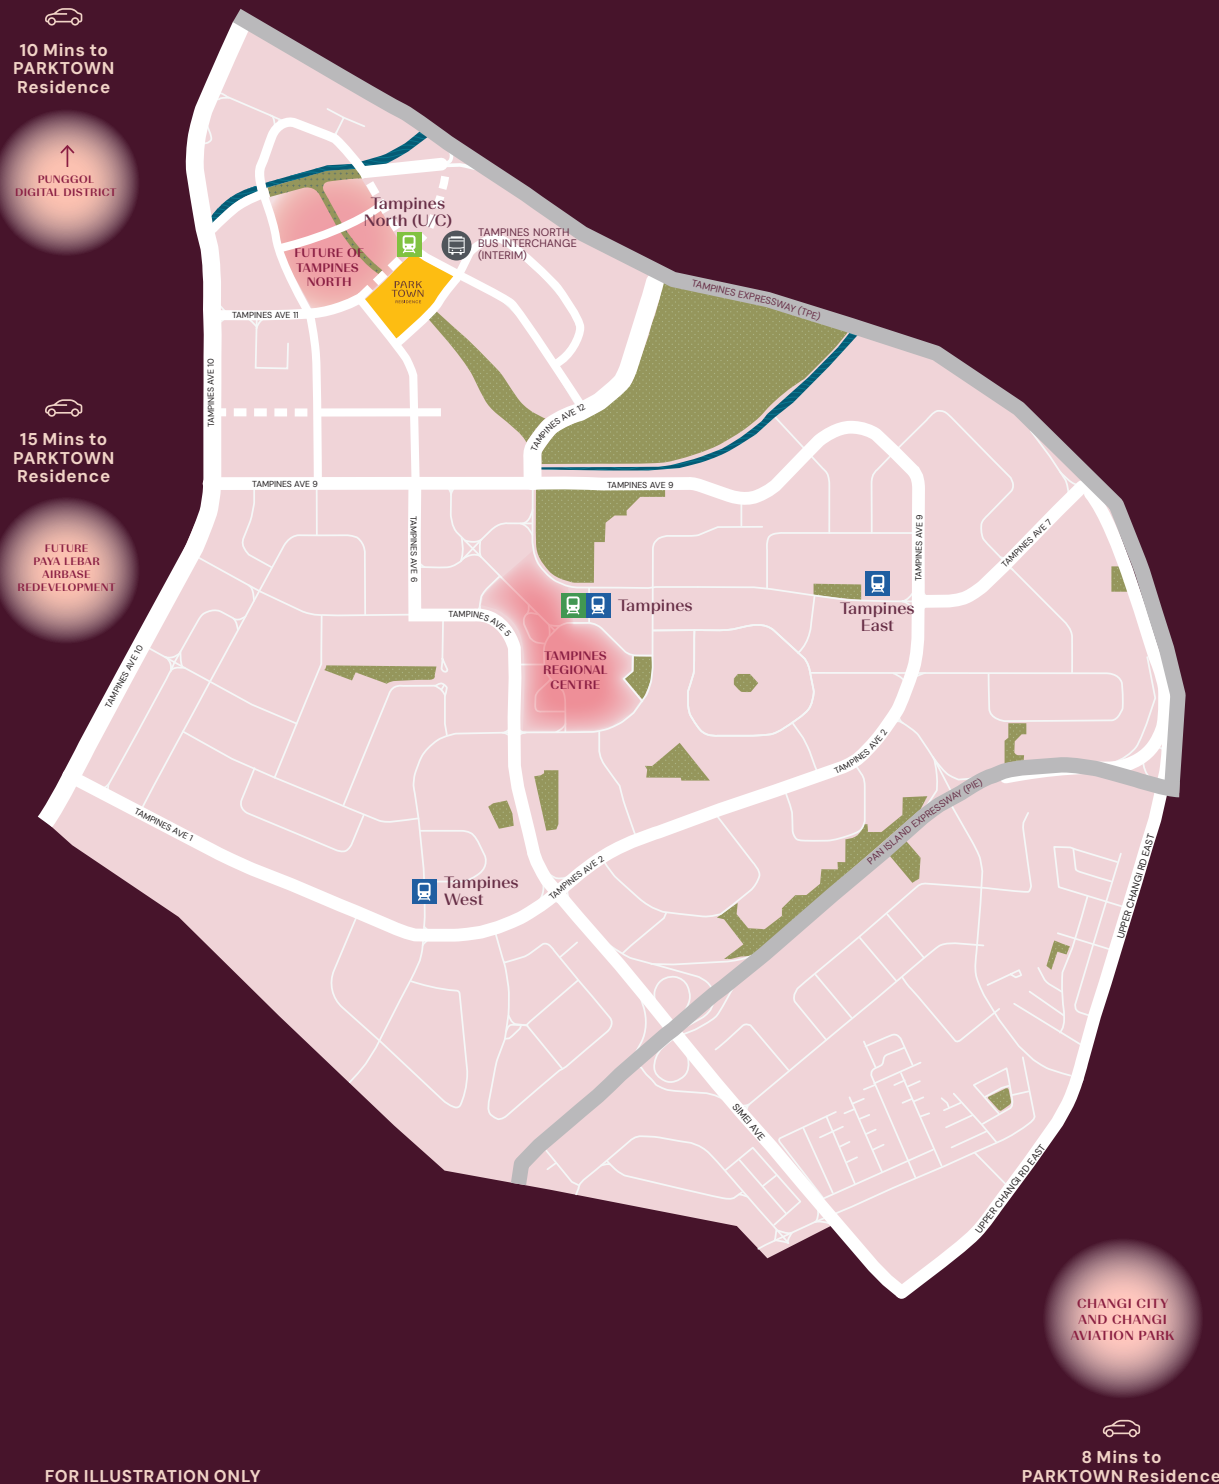 10 Mins to
PARKTOWN
Residence
PUNGGOL
DIGITAL DISTRICT
15 Mins to
PARKTOWN
Residence
FUTURE
PAYA LEBAR
AIRBASE
REDEVELOPMENT
Tampines
North (U/C)
TAMPINES NORTH
BUS INTERCHANGE
(INTERIM)
FUTURE OF
TAMPINES
NORTH
PARK
TOWN
RESIDENCE
TAMPINES EXPRESSWAY (TPE)
TAMPINES AVE 11
TAMPINES AVE 10
TAMPINES AVE 12
TAMPINES AVE 9
TAMPINES AVE 9
TAMPINES AVE 9
TAMPINES AVE 7
TAMPINES AVE 6
TAMPINES AVE 5
Tampines
Tampines
East
TAMPINES
REGIONAL
CENTRE
TAMPINES AVE 10
TAMPINES AVE 2
TAMPINES AVE 1
PAN ISLAND EXPRESSWAY (PIE)
TAMPINES AVE 2
Tampines
West
UPPER CHANGI RD EAST
SIMEI AVE
UPPER CHANGI RD EAST
CHANGI CITY
AND CHANGI
AVIATION PARK
8 Mins to
PARKTOWN Residence
FOR ILLUSTRATION ONLY